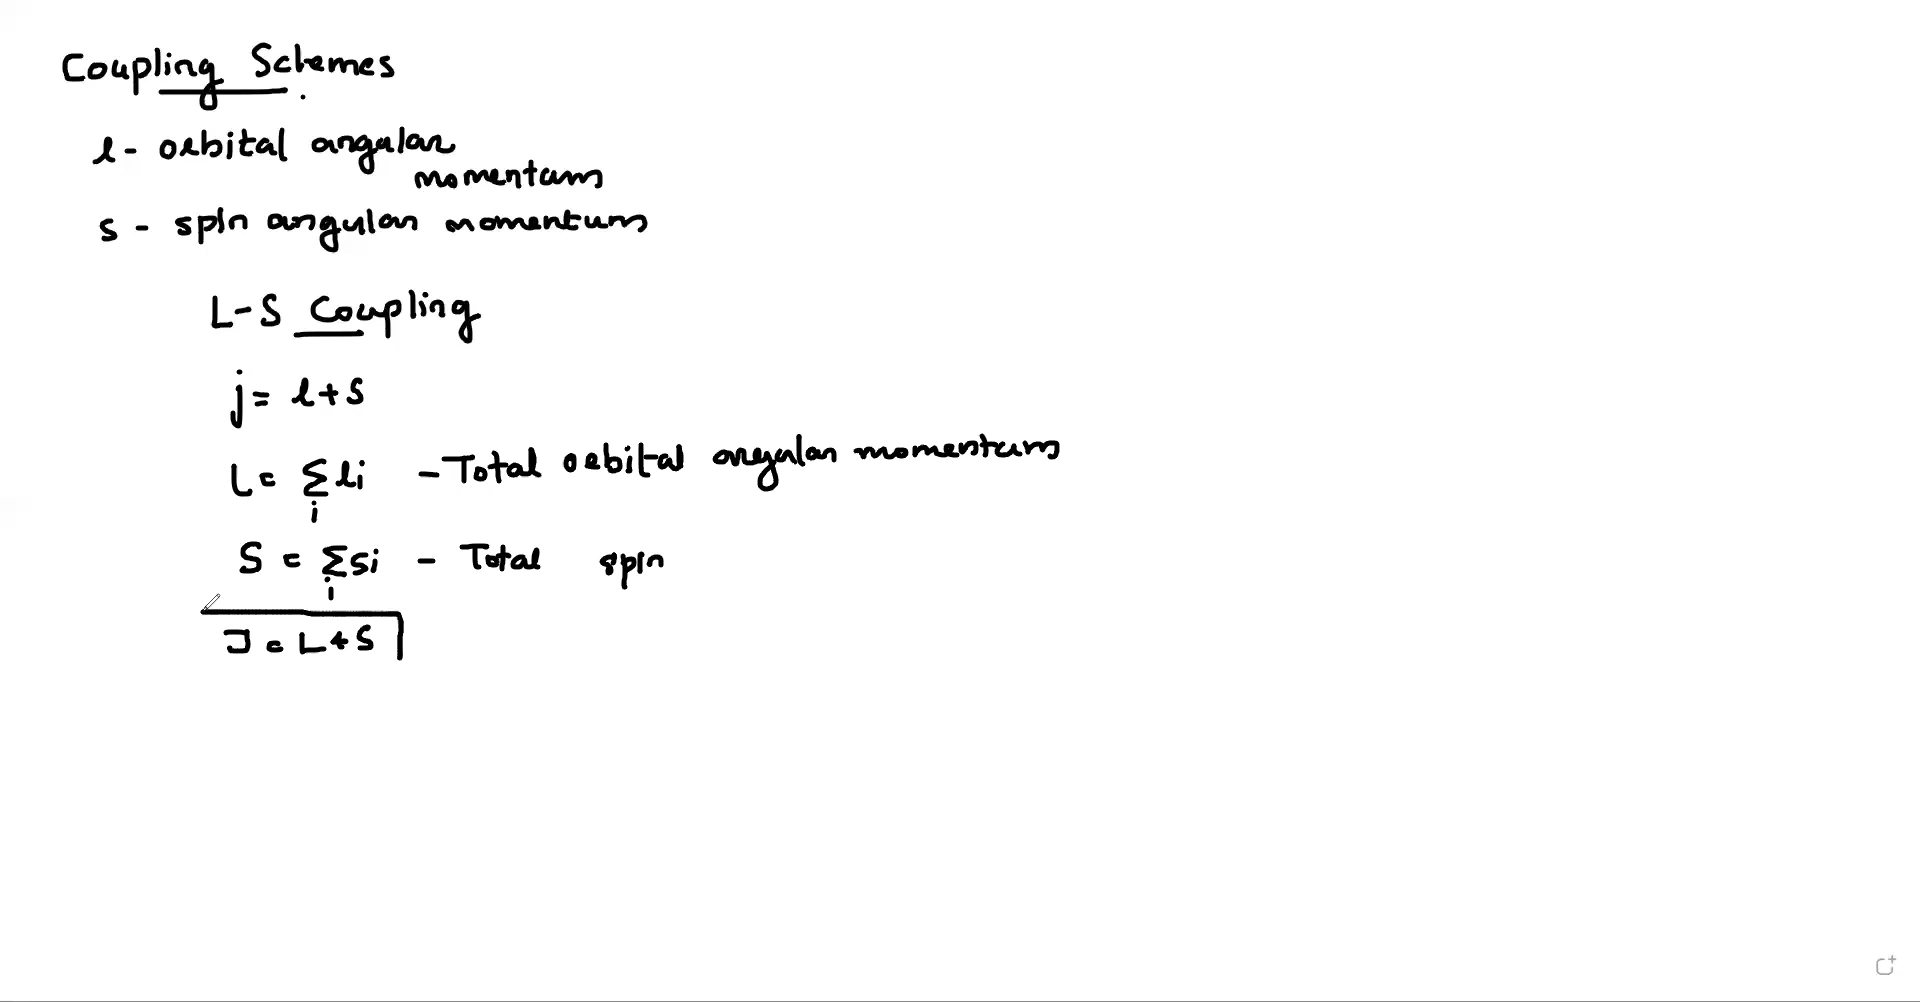 Coupling Schemes
l - orbital angular
momentum
s - spin angular momentum
L-S Coupling
j = l+s
L = Σ li - Total orbital angular momentum
i
S = Σ si - Total spin
i
J = L+S